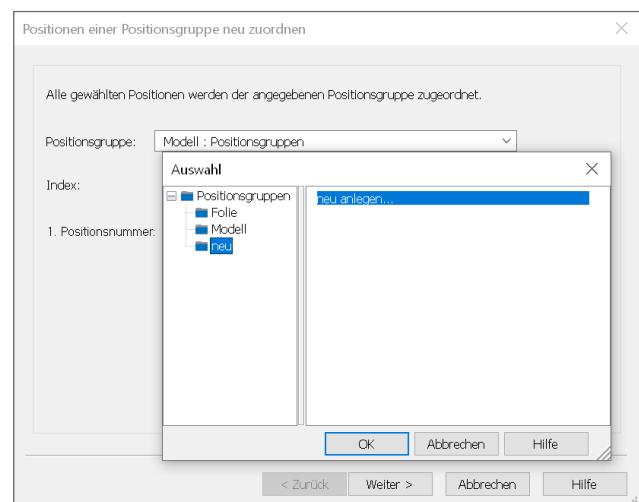 Positionen einer Positionsgruppe neu zuordnen
Alle gewählten Positionen werden der angegebenen Positionsgruppe zugeordnet.
Positionsgruppe: Modell : Positionsgruppen
Auswahl
Index:
Positionsgruppen neu anlegen...
Folie
1. Positionsnummer: Modell
neu
OK Abbrechen Hilfe
< Zurück Weiter > Abbrechen Hilfe